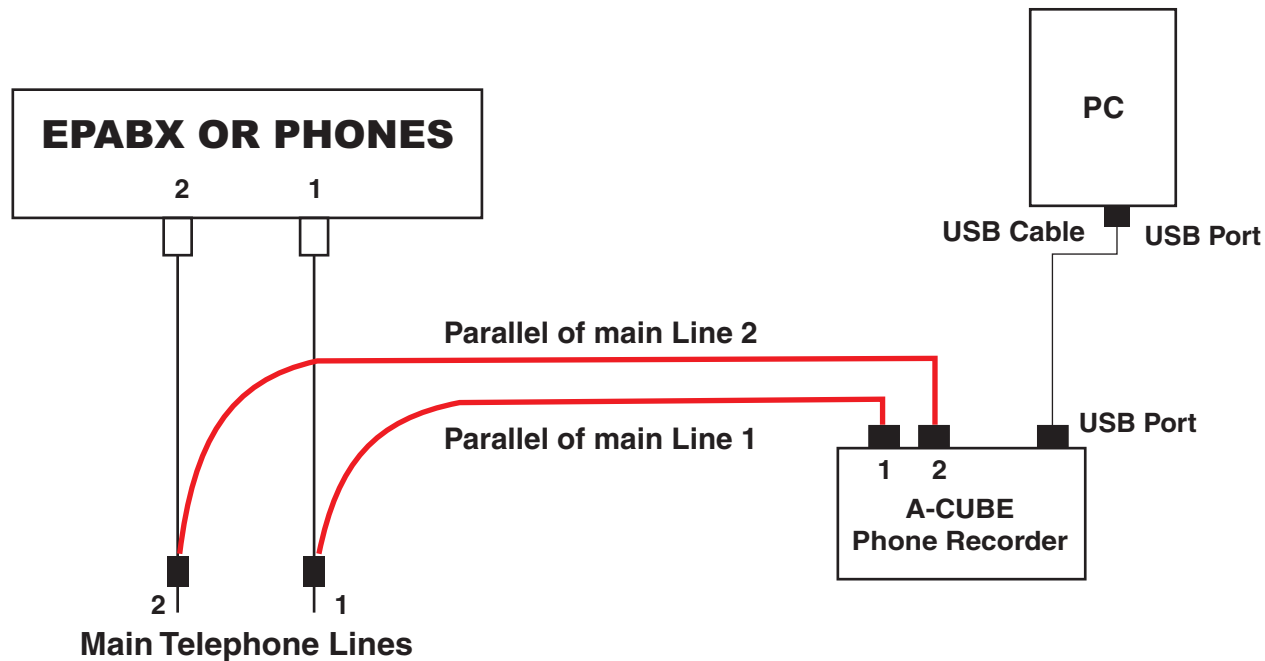 PC
EPABX OR PHONES
2 1
USB Cable
USB Port
Parallel of main Line 2
Parallel of main Line 1
USB Port
1 2
A-CUBE
Phone Recorder
2 1
Main Telephone Lines